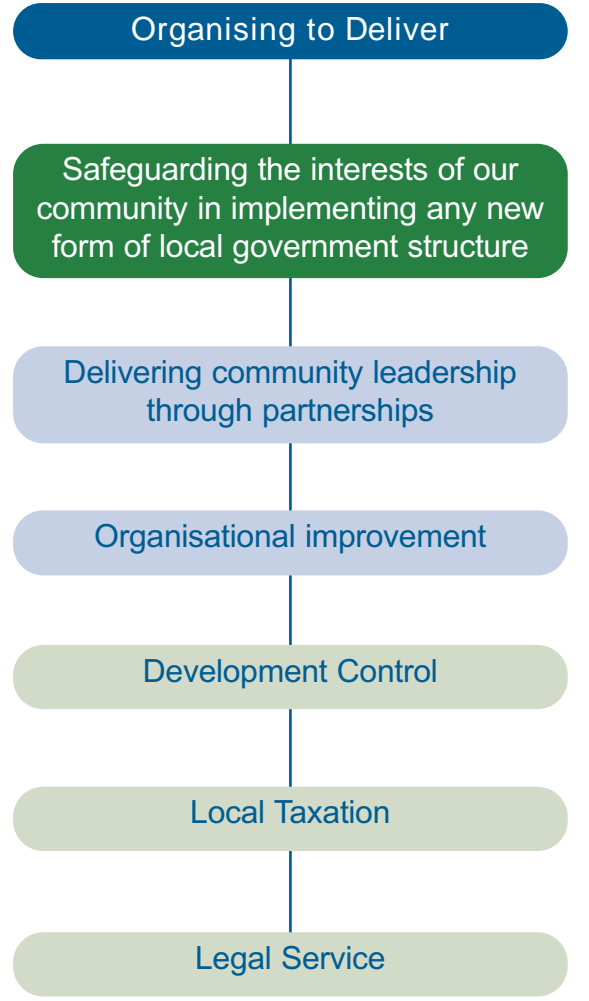 Organising to Deliver
Safeguarding the interests of our
community in implementing any new
form of local government structure
Delivering community leadership
through partnerships
Organisational improvement
Development Control
Local Taxation
Legal Service